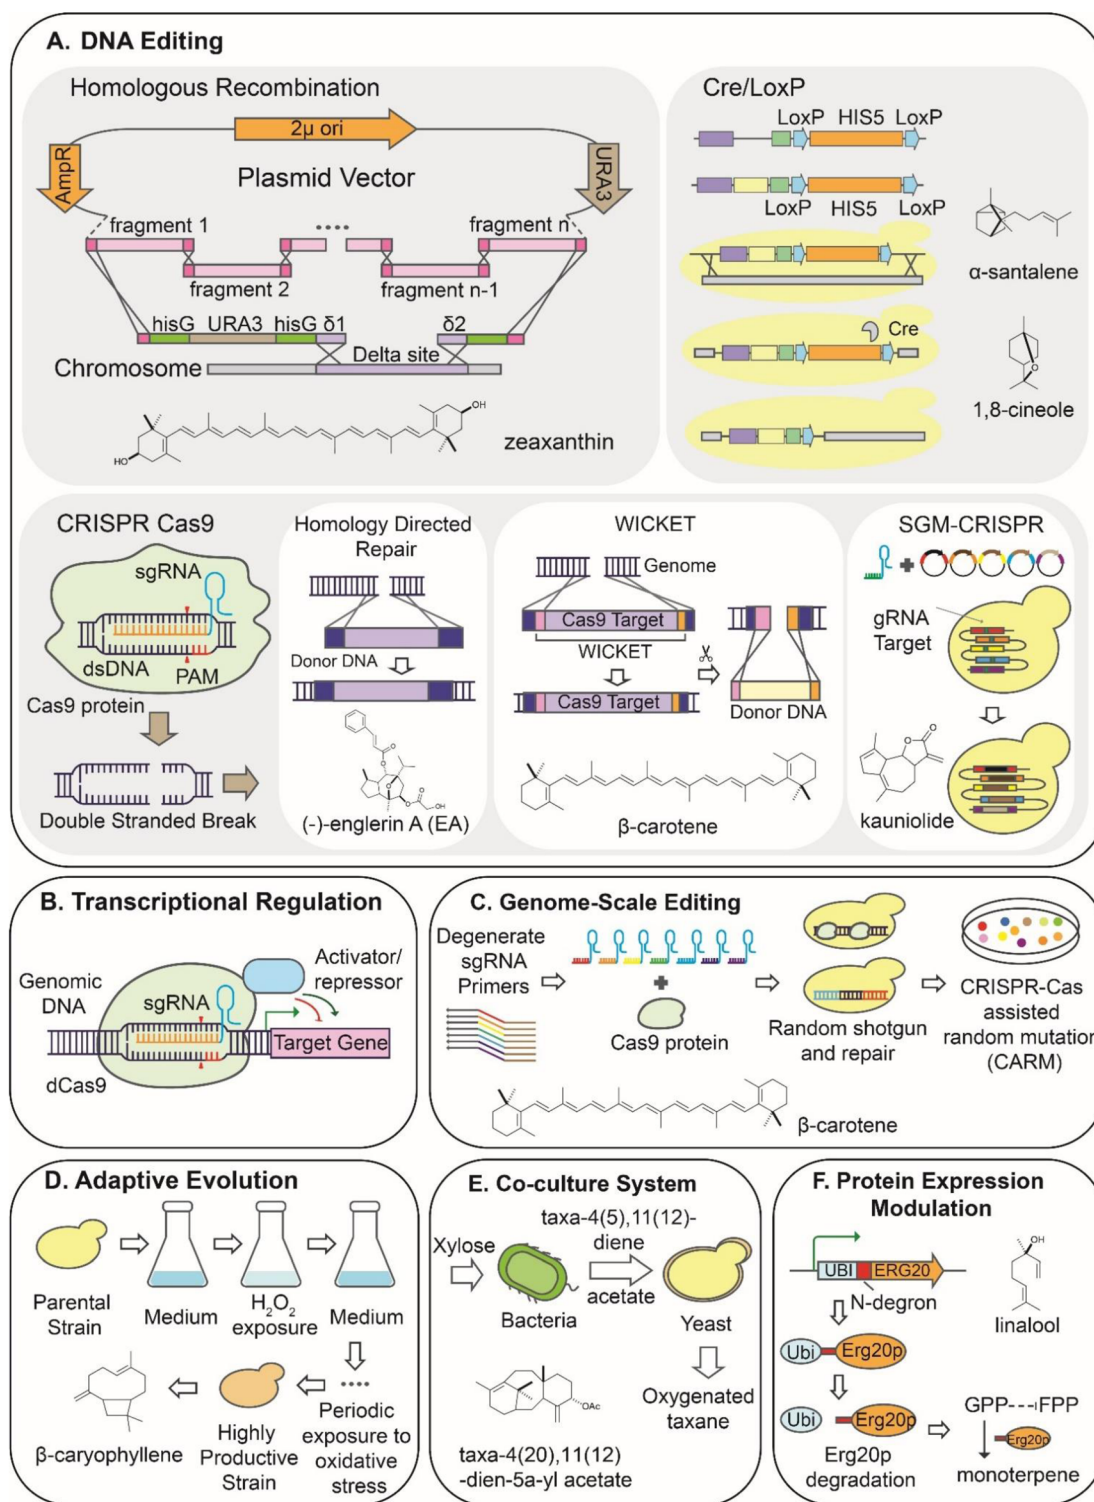 A. DNA Editing
Homologous Recombination
2µ ori
AmpR
URA3
Plasmid Vector
fragment 1
fragment n
fragment 2
fragment n-1
hisG URA3 hisG δ1
δ2
Delta site
Chromosome
OH
HO
zeaxanthin
Cre/LoxP
LoxP HIS5 LoxP
LoxP HIS5 LoxP
α-santalene
Cre
O
1,8-cineole
CRISPR Cas9
sgRNA
dsDNA
PAM
Cas9 protein
Double Stranded Break
Homology Directed
Repair
Donor DNA
O
O
O
O
O
OH
(-)-englerin A (EA)
WICKET
Genome
Cas9 Target
WICKET
Cas9 Target
Donor DNA
β-carotene
SGM-CRISPR
gRNA
Target
O
O
kauniolide
B. Transcriptional Regulation
Genomic
DNA
sgRNA
Activator/
repressor
Target Gene
dCas9
C. Genome-Scale Editing
Degenerate
sgRNA
Primers
Cas9 protein
Random shotgun
and repair
CRISPR-Cas
assisted
random mutation
(CARM)
β-carotene
D. Adaptive Evolution
Parental
Strain
Medium
H2O2
exposure
Medium
Periodic
exposure to
oxidative
stress
Highly
Productive
Strain
β-caryophyllene
E. Co-culture System
Xylose
taxa-4(5),11(12)-
diene
acetate
Bacteria
Yeast
Oxygenated
taxane
OAc
taxa-4(20),11(12)
-dien-5a-yl acetate
F. Protein Expression
Modulation
UBI ERG20
N-degron
OH
linalool
Ubi Erg20p
Ubi Erg20p
Erg20p
degradation
GPP FPP
Erg20p
monoterpene